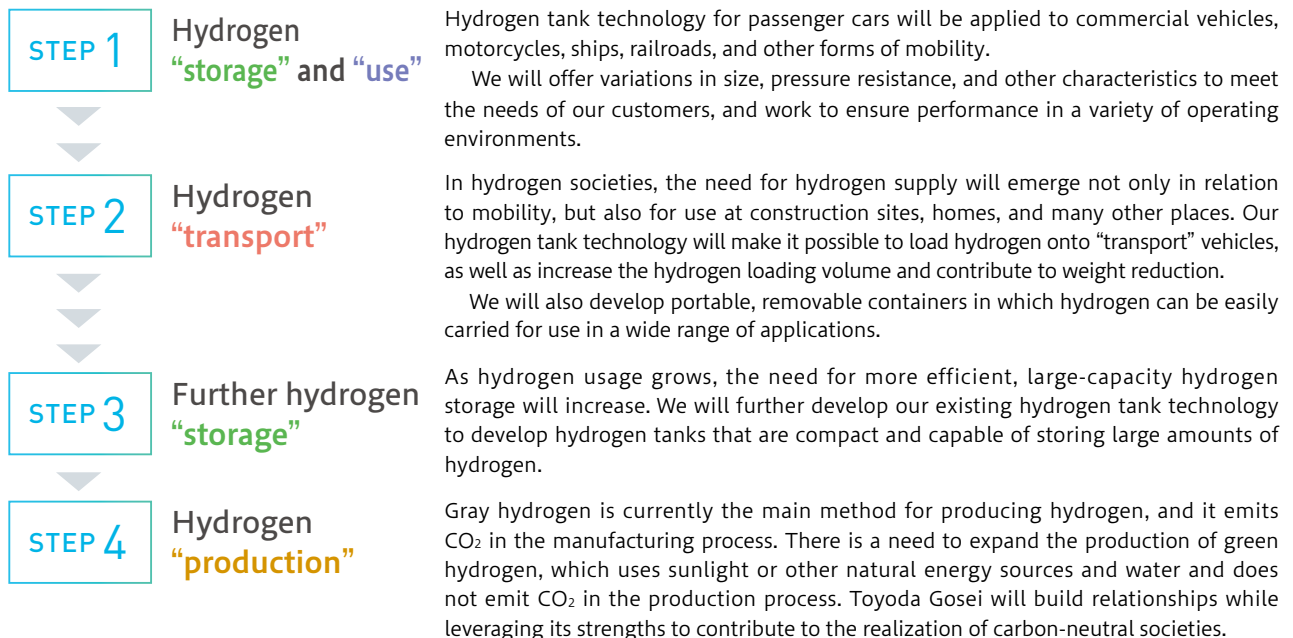 STEP 1
Hydrogen
“storage” and “use”
Hydrogen tank technology for passenger cars will be applied to commercial vehicles,
motorcycles, ships, railroads, and other forms of mobility.
We will offer variations in size, pressure resistance, and other characteristics to meet
the needs of our customers, and work to ensure performance in a variety of operating
environments.
STEP 2
Hydrogen
“transport”
In hydrogen societies, the need for hydrogen supply will emerge not only in relation
to mobility, but also for use at construction sites, homes, and many other places. Our
hydrogen tank technology will make it possible to load hydrogen onto “transport” vehicles,
as well as increase the hydrogen loading volume and contribute to weight reduction.
We will also develop portable, removable containers in which hydrogen can be easily
carried for use in a wide range of applications.
STEP 3
Further hydrogen
“storage”
As hydrogen usage grows, the need for more efficient, large-capacity hydrogen
storage will increase. We will further develop our existing hydrogen tank technology
to develop hydrogen tanks that are compact and capable of storing large amounts of
hydrogen.
STEP 4
Hydrogen
“production”
Gray hydrogen is currently the main method for producing hydrogen, and it emits
CO₂ in the manufacturing process. There is a need to expand the production of green
hydrogen, which uses sunlight or other natural energy sources and water and does
not emit CO₂ in the production process. Toyoda Gosei will build relationships while
leveraging its strengths to contribute to the realization of carbon-neutral societies.